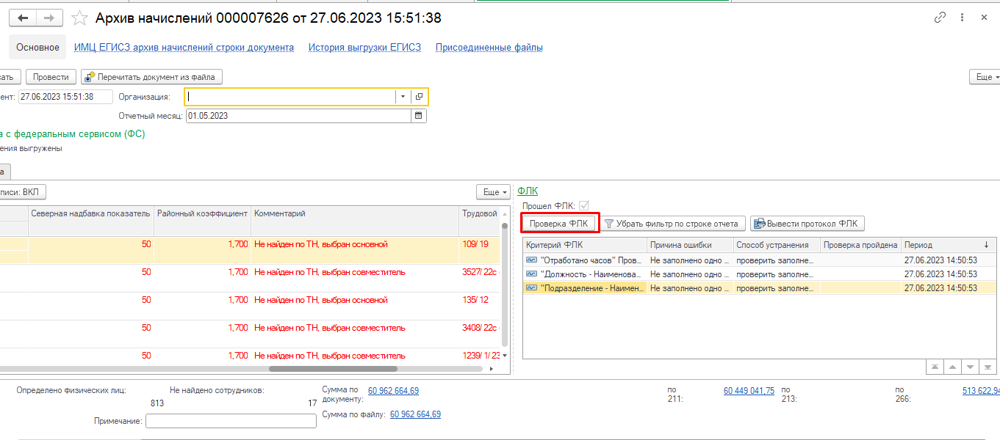 Архив начислений 000007626 от 27.06.2023 15:51:38
Основное ИМЦ ЕГИСЗ архив начислений строки документа История выгрузки ЕГИСЗ Присоединенные файлы
ать Провести Перечитать документ из файла Еще
ент: 27.06.2023 15:51:38 Организация:
Отчетный месяц: 01.05.2023
а с федеральным сервисом (ФС)
ения выгружены
а
писи: ВКЛ Еще ФЛК
Прошел ФЛК:
Проверка ФЛК Убрать фильтр по строке отчета Вывести протокол ФЛК
Северная надбавка показатель Районный коэффициент Комментарий Трудовой
50 1,700 Не найден по ТН, выбран основной 109/ 19
50 1,700 Не найден по ТН, выбран совместитель 3527/ 22с
50 1,700 Не найден по ТН, выбран основной 135/ 12
50 1,700 Не найден по ТН, выбран совместитель 3408/ 22с
50 1,700 Не найден по ТН, выбран совместитель 1239/ 1/ 23
Критерий ФЛК Причина ошибки Способ устранения Проверка пройдена Период
"Отработано часов" Пров... Не заполнено одно ... проверить заполне... 27.06.2023 14:50:53
"Должность - Наименова... Не заполнено одно ... проверить заполне... 27.06.2023 14:50:53
"Подразделение - Наимен... Не заполнено одно ... проверить заполне... 27.06.2023 14:50:53
Определено физических лиц: Не найдено сотрудников: Сумма по 60 962 664,69 по 60 449 041,75 по по 513 622,94
813 17 документу: 211: 213: 266:
Сумма по файлу: 60 962 664,69
Примечание: